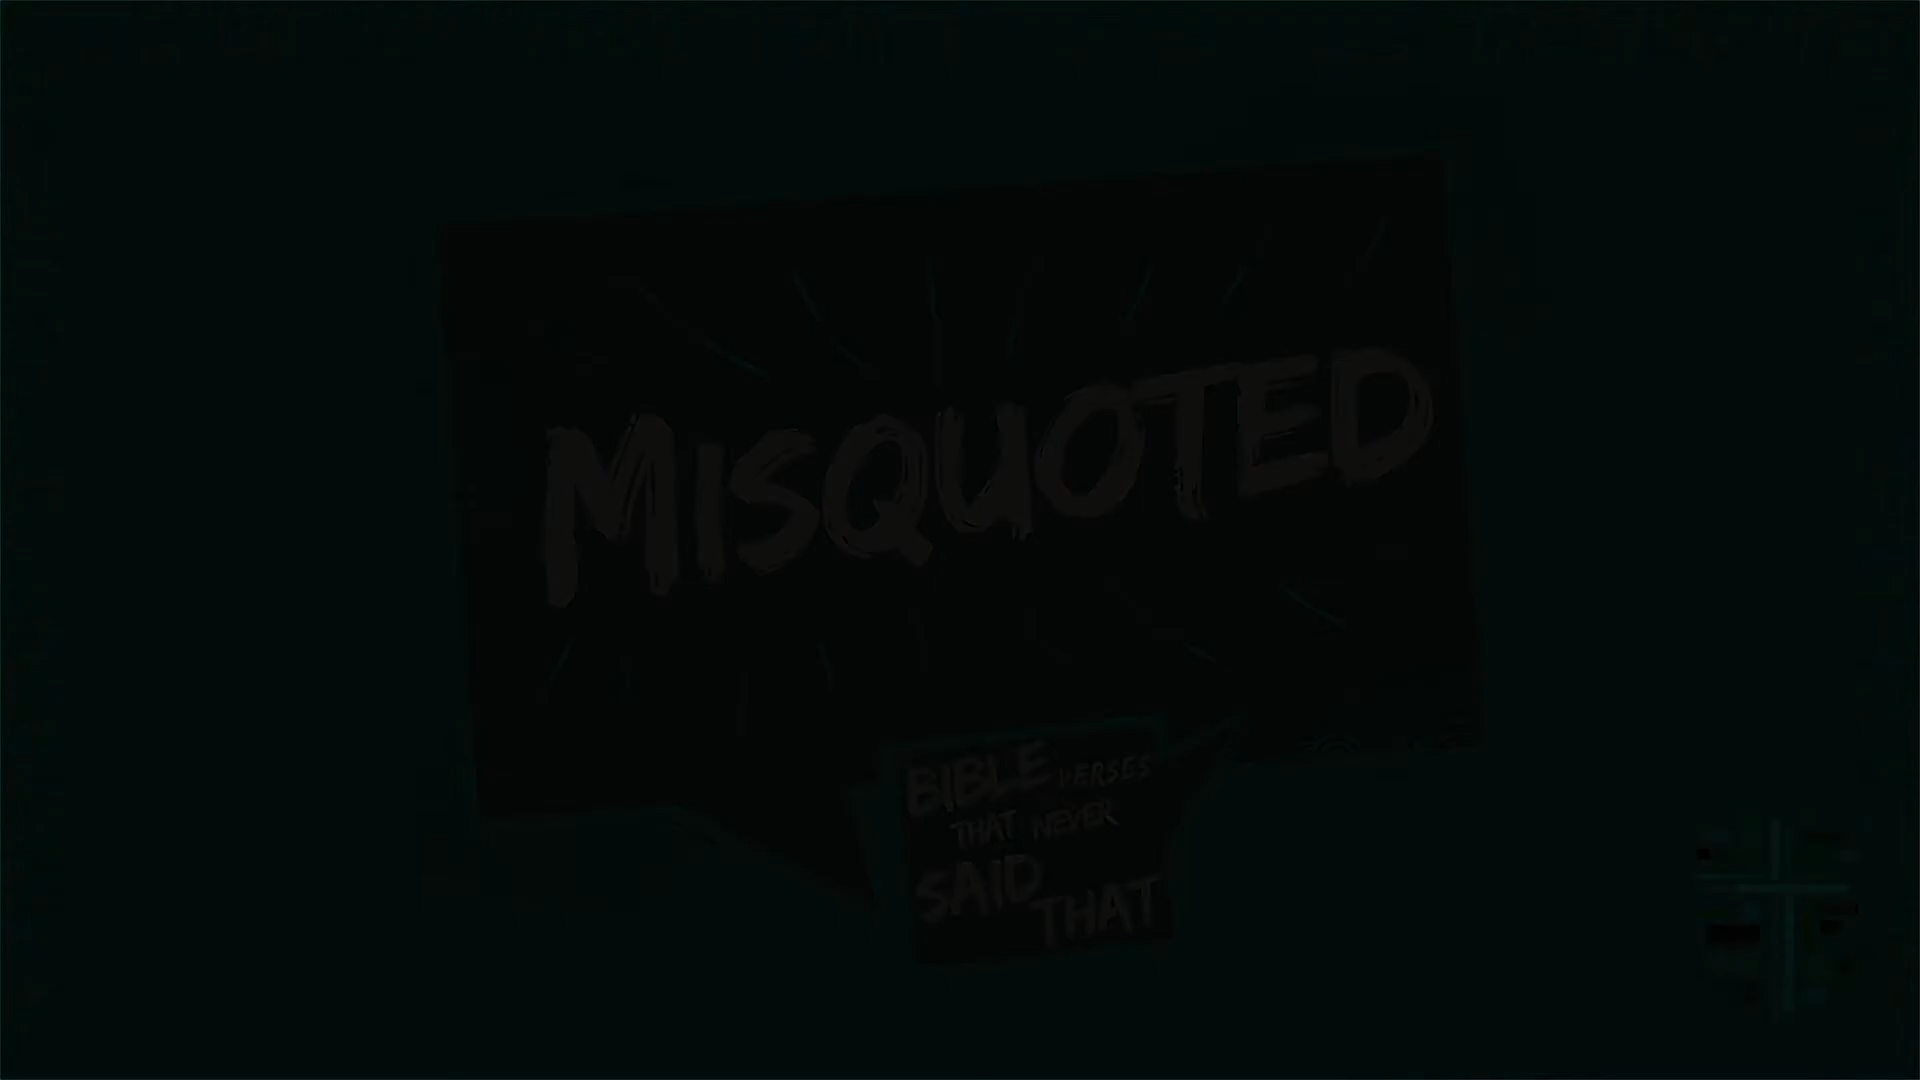 MISQUOTED
BIBLE VERSES
THAT NEVER
SAID
THAT